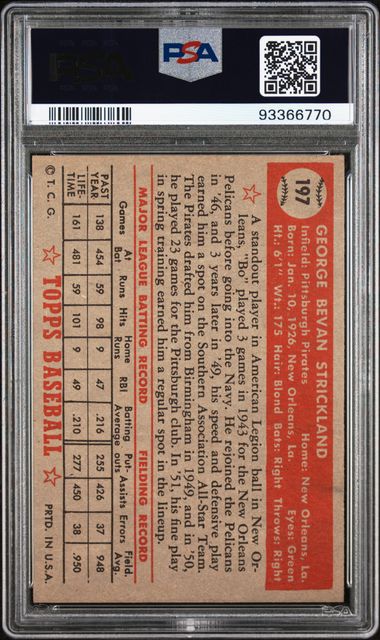 PSA
PSA
93366770
197
GEORGE BEVAN STRICKLAND
Infield: Pittsburgh Pirates Home: New Orleans, La.
Born: Jan. 10, 1926, New Orleans, La. Eyes: Green
Ht.: 6'1" Wt.: 175 Hair: Blond Bats: Right Throws: Right
A standout player in American Legion ball in New Or-
leans, "Bo" played 3 games in 1943 for the New Orleans
Pelicans before going into the Navy. He rejoined the Pelicans
in '46, and 3 years later in '49, his speed and defensive play
earned him a spot on the Southern Association All-Star Team.
The Pirates drafted him from Birmingham in 1949, and in '50,
he played 23 games for the Pittsburgh club. In '51, his fine play
in spring training earned him a regular spot in the lineup.
MAJOR LEAGUE BATTING RECORD FIELDING RECORD
Games At Bat Runs Hits Home Runs RBI Batting Average Put-outs Assists Errors Field. Avg.
PAST YEAR 138 454 59 98 9 47 .216 255 426 37 .948
LIFE-TIME 161 481 59 101 9 49 .210 277 450 38 .950
© T. C. G. TOPPS BASEBALL PRTD. IN U.S.A.